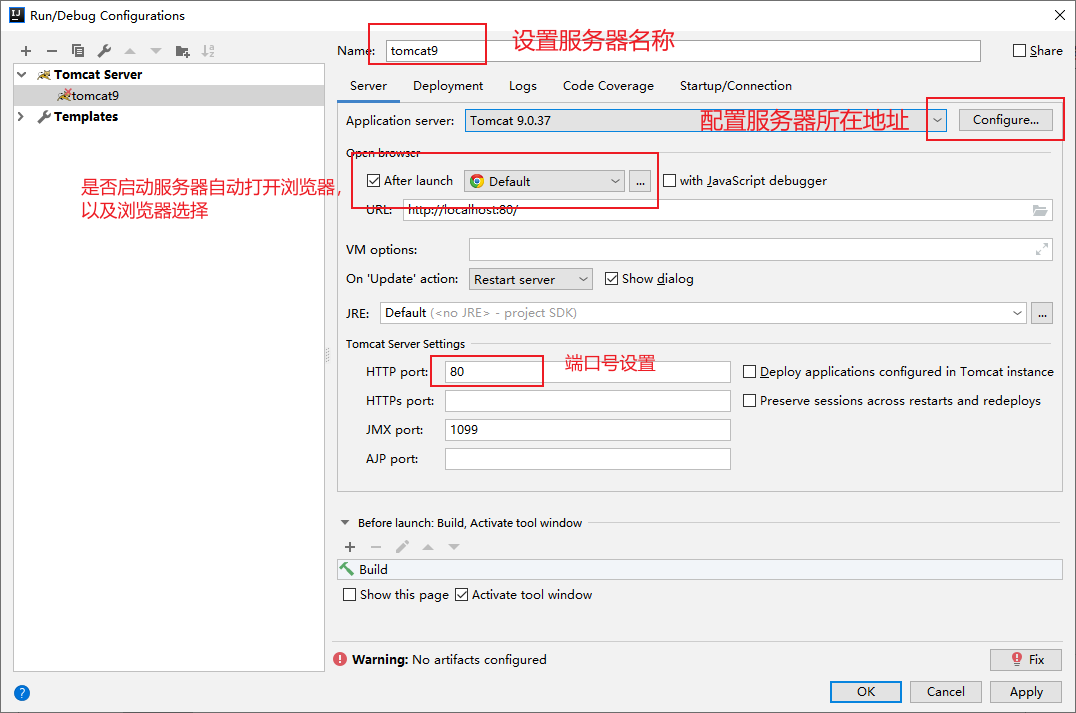 Run/Debug Configurations
Name: tomcat9 设置服务器名称 Share
Tomcat Server
tomcat9
Templates
Server Deployment Logs Code Coverage Startup/Connection
Application server: Tomcat 9.0.37 配置服务器所在地址 Configure...
Open browser
是否启动服务器自动打开浏览器，
以及浏览器选择
After launch Default ... with JavaScript debugger
URL: http://localhost:80/
VM options:
On 'Update' action: Restart server Show dialog
JRE: Default (<no JRE> - project SDK) ...
Tomcat Server Settings
HTTP port: 80 端口号设置 Deploy applications configured in Tomcat instance
HTTPs port: Preserve sessions across restarts and redeploys
JMX port: 1099
AJP port:
Before launch: Build, Activate tool window
Build
Show this page Activate tool window
Warning: No artifacts configured Fix
? OK Cancel Apply